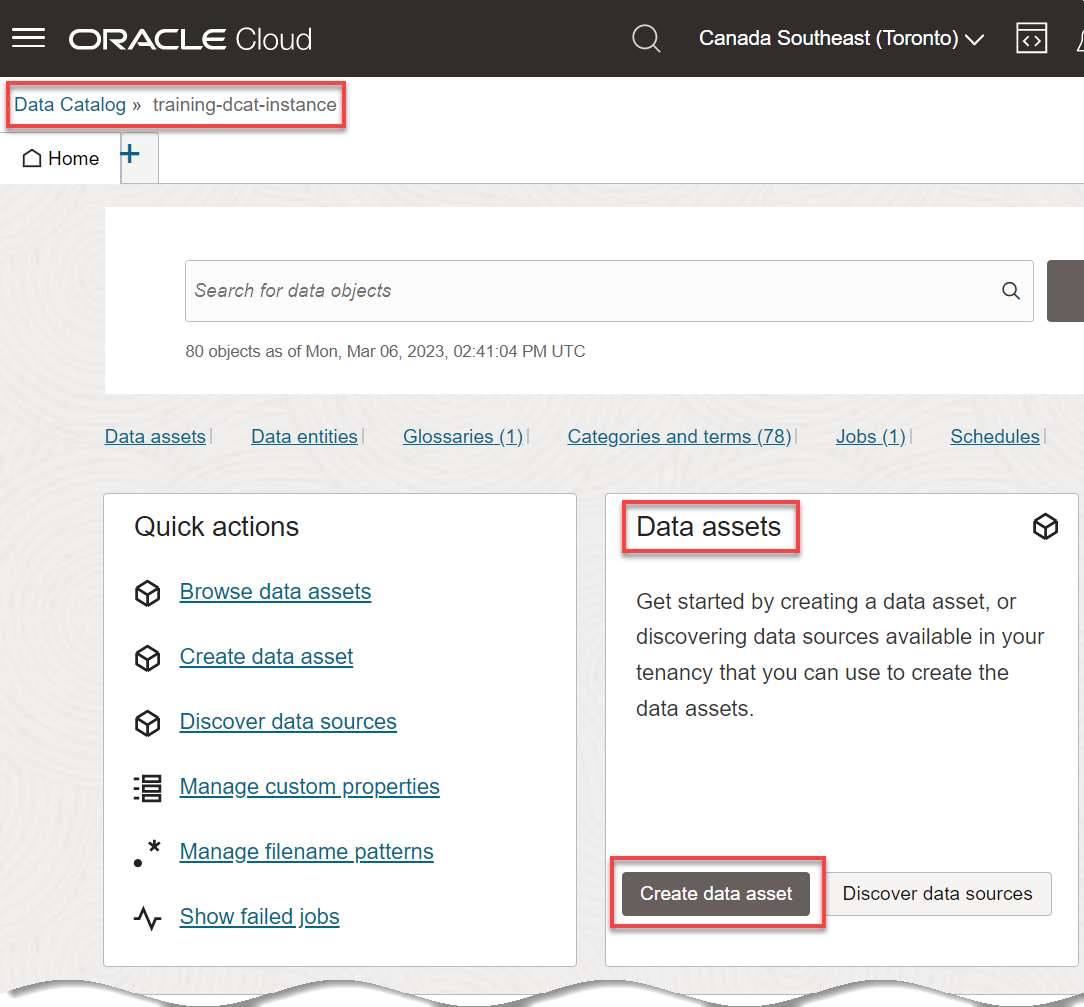 ORACLE Cloud
Canada Southeast (Toronto)
Data Catalog » training-dcat-instance
Home
+
Search for data objects
80 objects as of Mon, Mar 06, 2023, 02:41:04 PM UTC
Data assets | Data entities | Glossaries (1) | Categories and terms (78) | Jobs (1) | Schedules |
Quick actions
Browse data assets
Create data asset
Discover data sources
Manage custom properties
Manage filename patterns
Show failed jobs
Data assets
Get started by creating a data asset, or
discovering data sources available in your
tenancy that you can use to create the
data assets.
Create data asset
Discover data sources